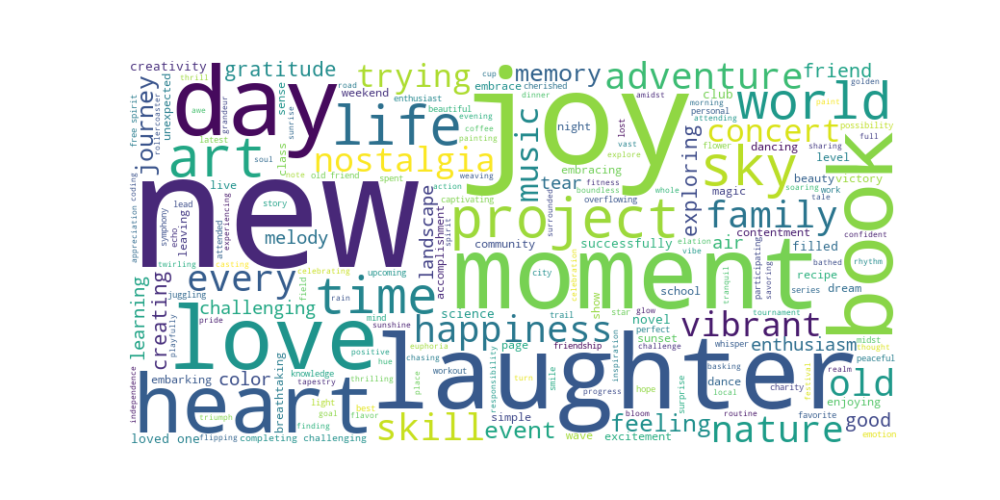 creativity
thrill
gratitude
road
weekend
enthusiast
trying
cup
embrace
memory
cherished
adventure
friend
golden
day
joy
life
world
free spirit
rollercoaster
journey
unexpected
awe
latest
grandeur
sense
sunrise
beautiful
evening
coffee
painting
dinner
amidst
club
morning
personal
attending
paint
possibility
full
art
soul
class
nostalgia
music
night
lost
vast
explore
concert
flower
dancing
sharing
level
note
old friend
spent
weaving
tear
fitness
embracing
exploring
sky
beauty
victory
new
live
action
captivating
boundless
whole
overflowing
magic
soaring
work
tale
book
appreciation
coding
symphony
echo
lead
leaving
attended
experiencing
story
melody
landscape
accomplishment
spirit
project
surrounded
family
contentment
confident
community
successfully
elation
vibe
air
filled
bathed
rhythm
twirling
casting
celebrating
every
field
upcoming
time
moment
city
celebration
show
school
tranquil
participating
savoring
recipe
series
dream
juggling
rain
learning
creating
playfully
pride
challenging
mind
sunshine
science
trail
novel
star
glow
perfect
sunset
challenge
vibrant
tournament
love
happiness
page
friendship
inspiration
whisper
enthusiasm
midst
thought
peaceful
hue
positive
euphoria
chasing
laughter
basking
realm
embarking
color
breathtaking
knowledge
tapestry
thrilling
place
workout
responsibility
turn
smile
progress
hope
surprise
dance
local
charity
festival
old
enjoying
independence
heart
triumph
light
goal
finding
best
flavor
skill
simple
event
wave
bloom
feeling
excitement
routine
nature
favorite
good
emotion
loved one
flipping
completing
challenging